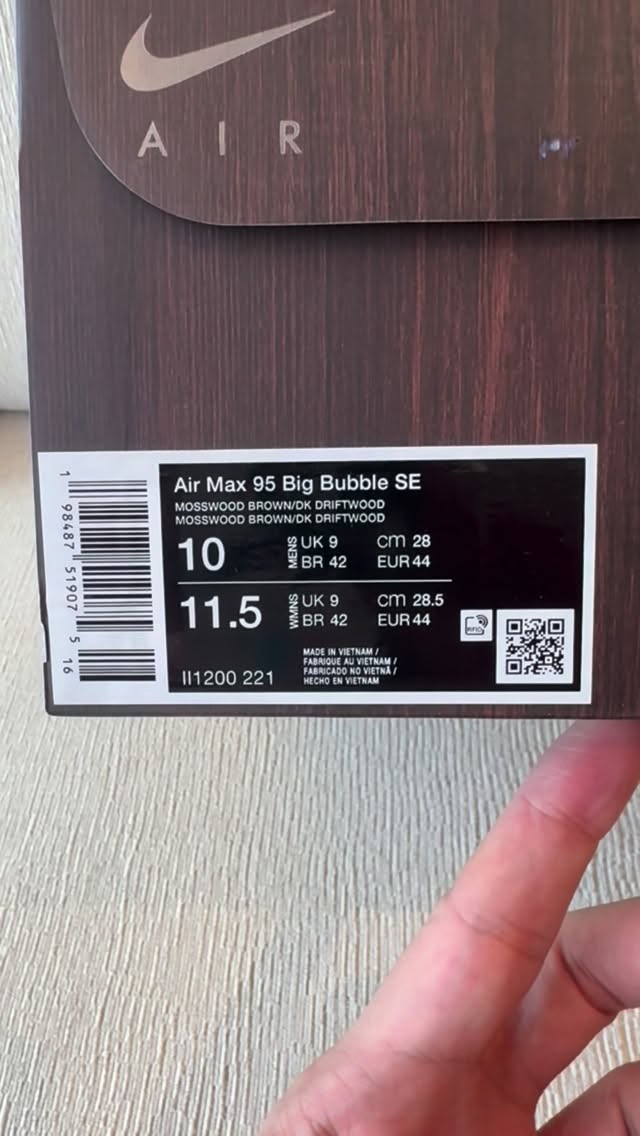 A I R
Air Max 95 Big Bubble SE
MOSSWOOD BROWN/DK DRIFTWOOD
MOSSWOOD BROWN/DK DRIFTWOOD
10 MENS UK 9 CM 28
BR 42 EUR 44
11.5 WMNS UK 9 CM 28.5
BR 42 EUR 44
RFID
MADE IN VIETNAM /
FABRIQUE AU VIETNAM /
FABRICADO NO VIETNÃ /
HECHO EN VIETNAM
II1200 221
1 98487 51907 5 16